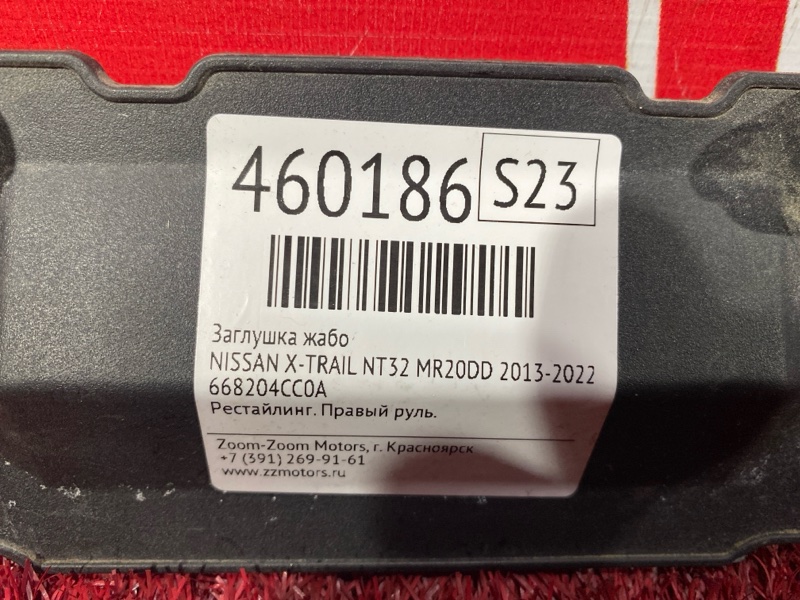 460186 S23
Заглушка жабо
NISSAN X-TRAIL NT32 MR20DD 2013-2022
668204CC0A
Рестайлинг. Правый руль.
Zoom-Zoom Motors, г. Красноярск
+7 (391) 269-91-61
www.zzmotors.ru